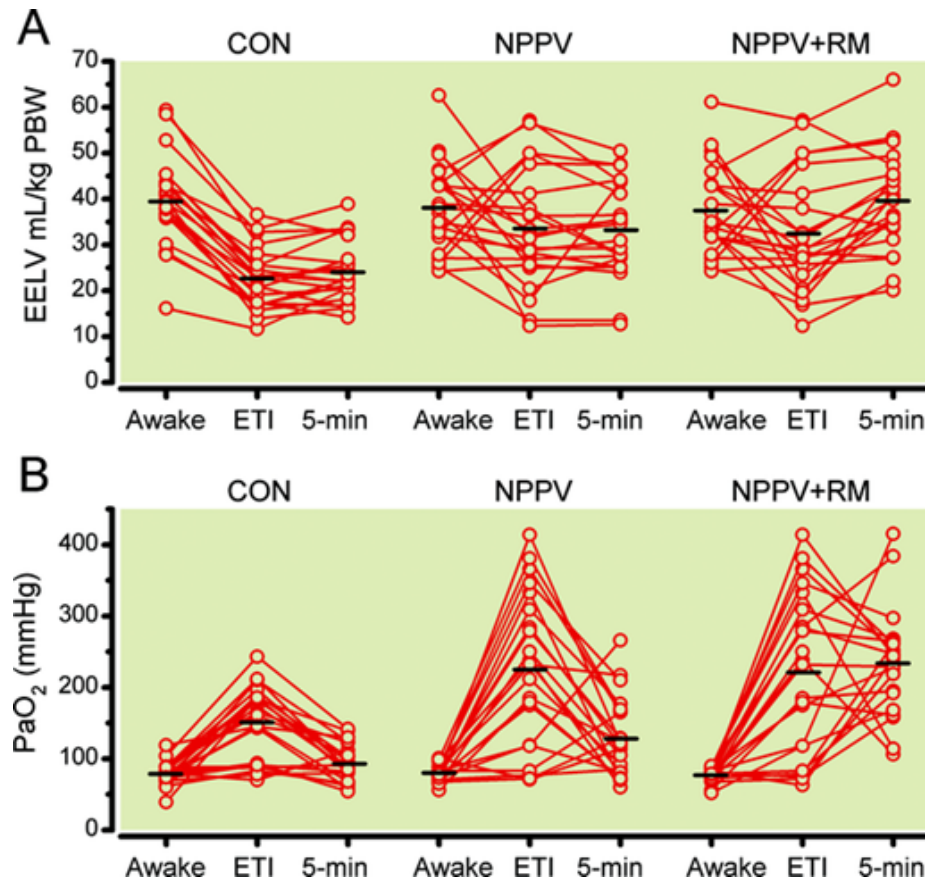 A
CON NPPV NPPV+RM
70
60
50
40
30
20
10
0
EELV mL/kg PBW
Awake ETI 5-min Awake ETI 5-min Awake ETI 5-min
B
CON NPPV NPPV+RM
400
300
200
100
0
PaO₂ (mmHg)
Awake ETI 5-min Awake ETI 5-min Awake ETI 5-min